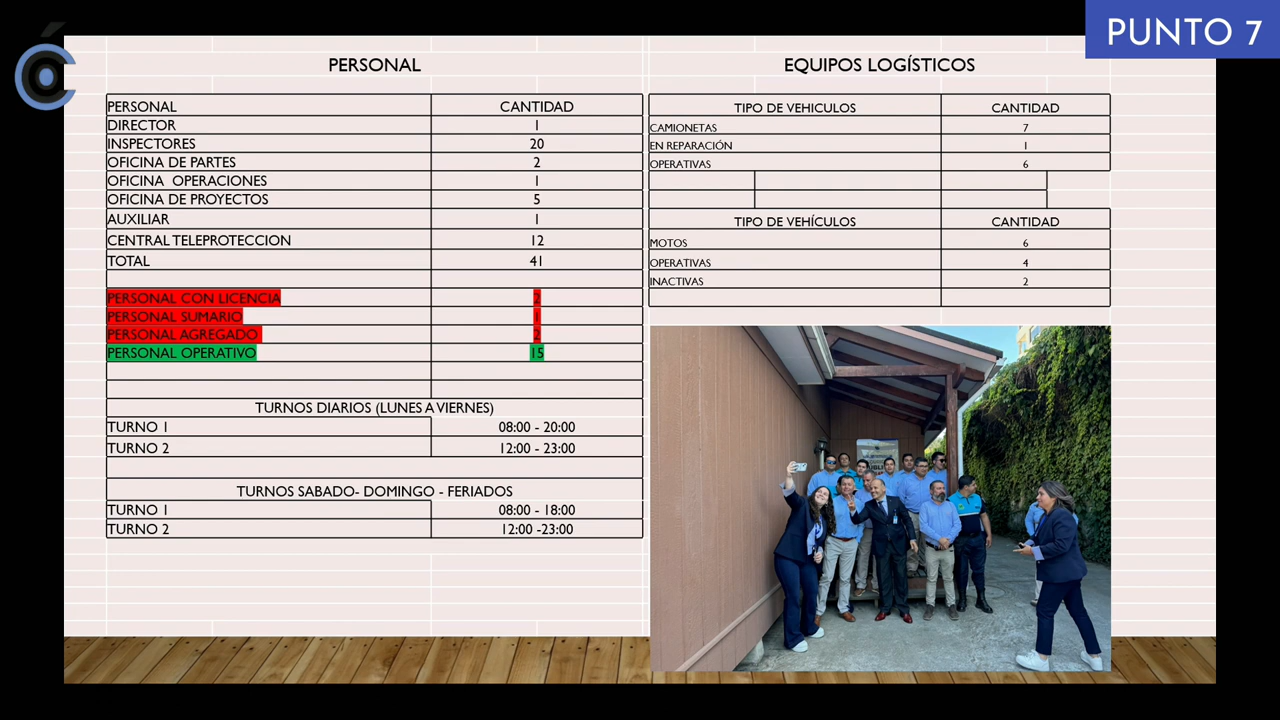 PUNTO 7
PERSONAL
PERSONAL CANTIDAD
DIRECTOR 1
INSPECTORES 20
OFICINA DE PARTES 2
OFICINA OPERACIONES 1
OFICINA DE PROYECTOS 5
AUXILIAR 1
CENTRAL TELEPROTECCION 12
TOTAL 41
PERSONAL CON LICENCIA 2
PERSONAL SUMARIO 1
PERSONAL AGREGADO 2
PERSONAL OPERATIVO 15
TURNOS DIARIOS (LUNES A VIERNES)
TURNO 1 08:00 - 20:00
TURNO 2 12:00 - 23:00
TURNOS SABADO- DOMINGO - FERIADOS
TURNO 1 08:00 - 18:00
TURNO 2 12:00 -23:00
EQUIPOS LOGÍSTICOS
TIPO DE VEHICULOS CANTIDAD
CAMIONETAS 7
EN REPARACIÓN 1
OPERATIVAS 6
TIPO DE VEHÍCULOS CANTIDAD
MOTOS 6
OPERATIVAS 4
INACTIVAS 2